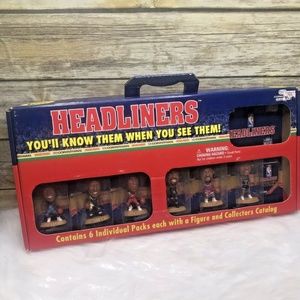 HEADLINERS
YOU'll KNOW THEM WHEN YOU SEE THEM!
HEADLINERS
WARNING:
Contains 6 Individual Packs each with a Figure and Collectors Catalog